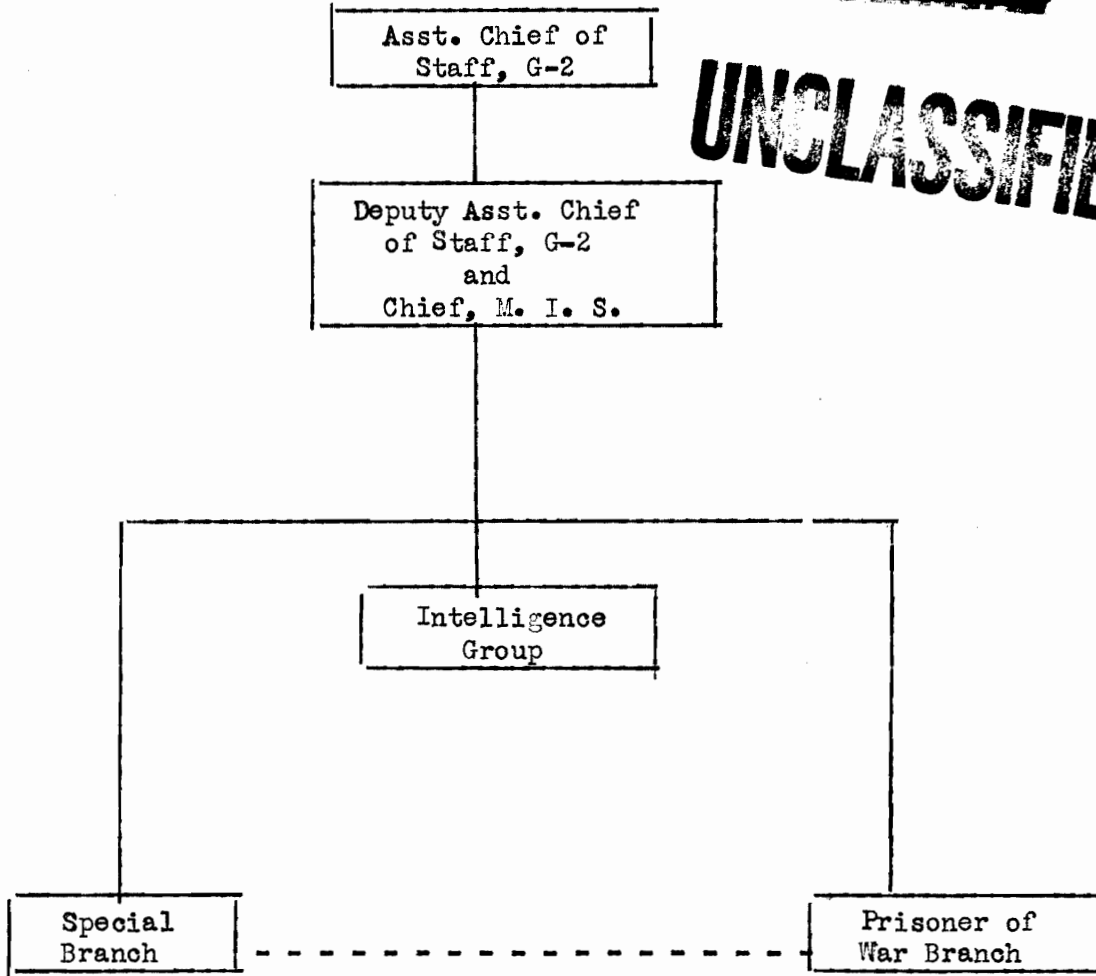 Asst. Chief of
Staff, G-2
Deputy Asst. Chief
of Staff, G-2
and
Chief, M. I. S.
Intelligence
Group
Special
Branch
Prisoner of
War Branch